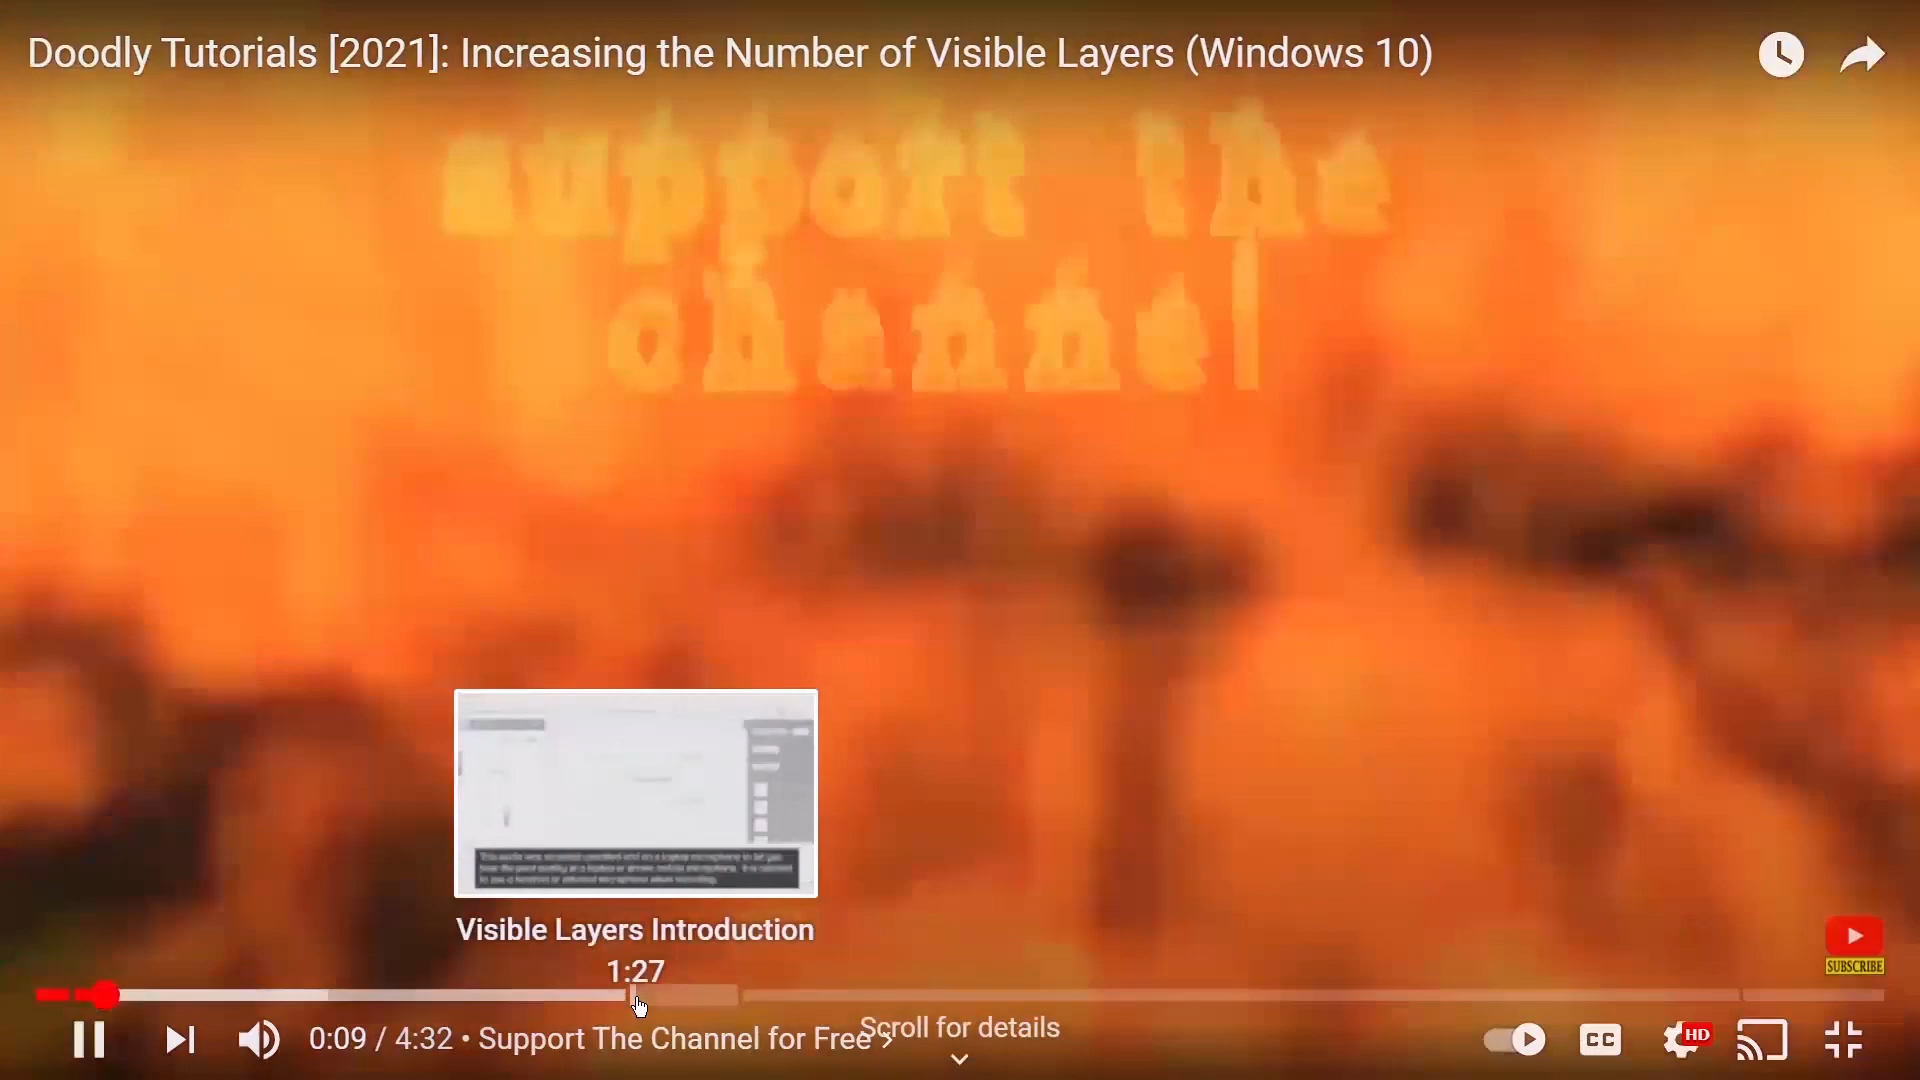 Doodly Tutorials [2021]: Increasing the Number of Visible Layers (Windows 10)
support the
channel
Visible Layers Introduction
1:27
SUBSCRIBE
0:09 / 4:32 • Support The Channel for Free
Scroll for details
CC
HD